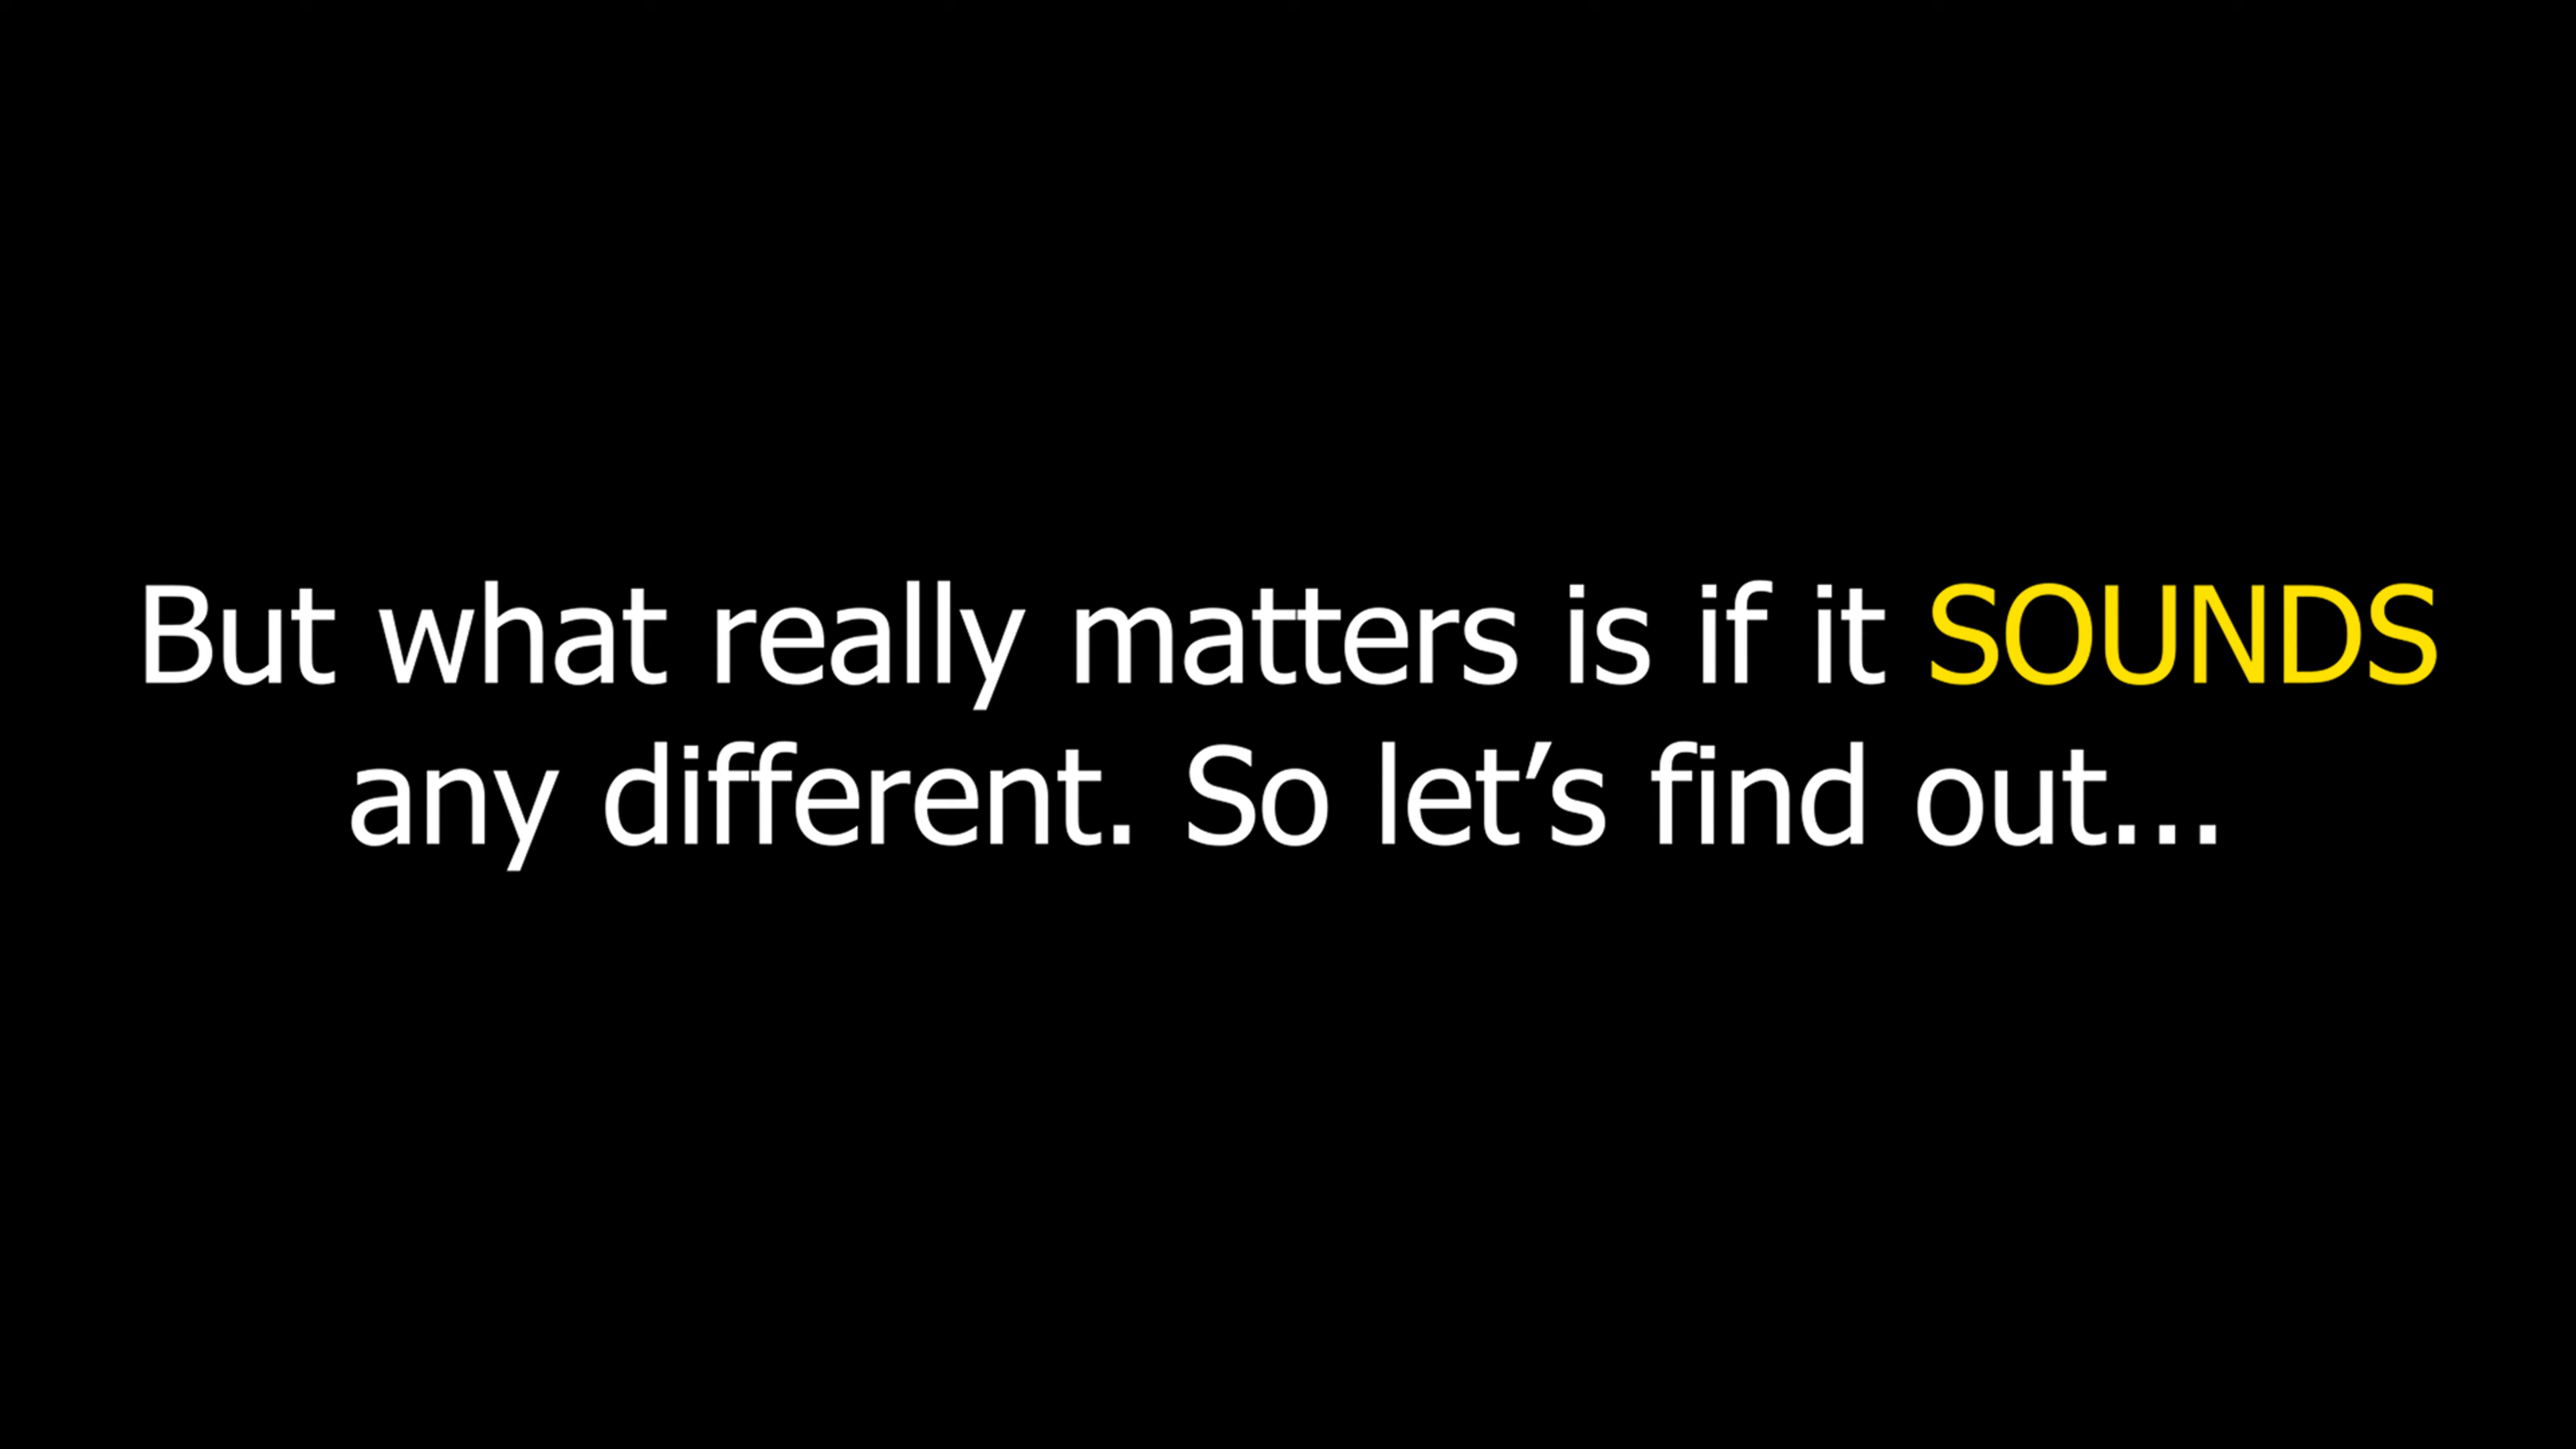 But what really matters is if it SOUNDS
any different. So let’s find out...